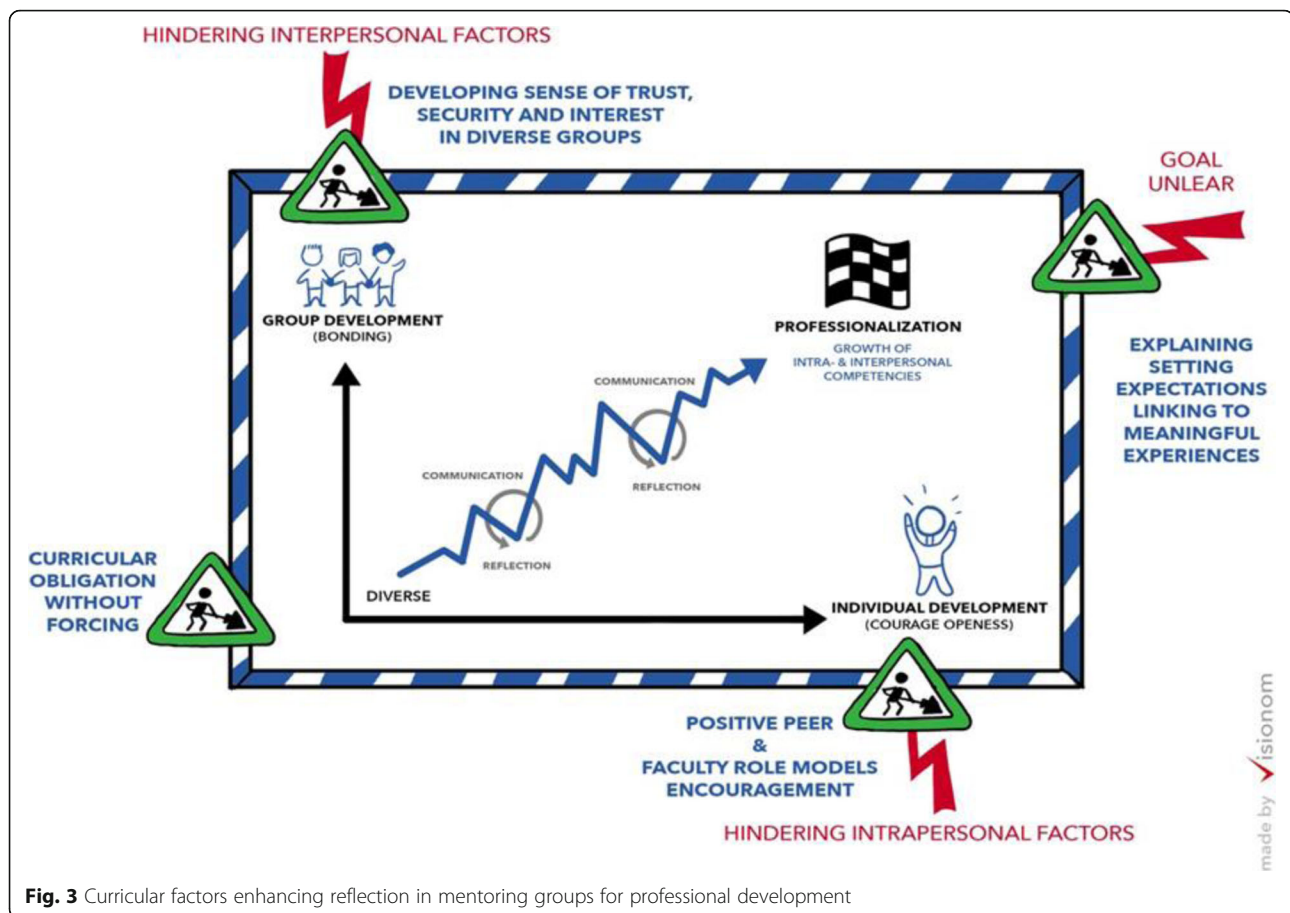 HINDERING INTERPERSONAL FACTORS
DEVELOPING SENSE OF TRUST,
SECURITY AND INTEREST
IN DIVERSE GROUPS
GOAL
UNLEAR
GROUP DEVELOPMENT
(BONDING)
PROFESSIONALIZATION
GROWTH OF
INTRA- & INTERPERSONAL
COMPETENCIES
EXPLAINING
SETTING
EXPECTATIONS
LINKING TO
MEANINGFUL
EXPERIENCES
COMMUNICATION
REFLECTION
COMMUNICATION
REFLECTION
DIVERSE
CURRICULAR
OBLIGATION
WITHOUT
FORCING
INDIVIDUAL DEVELOPMENT
(COURAGE OPENESS)
POSITIVE PEER
&
FACULTY ROLE MODELS
ENCOURAGEMENT
HINDERING INTRAPERSONAL FACTORS
made by Visionom
Fig. 3 Curricular factors enhancing reflection in mentoring groups for professional development